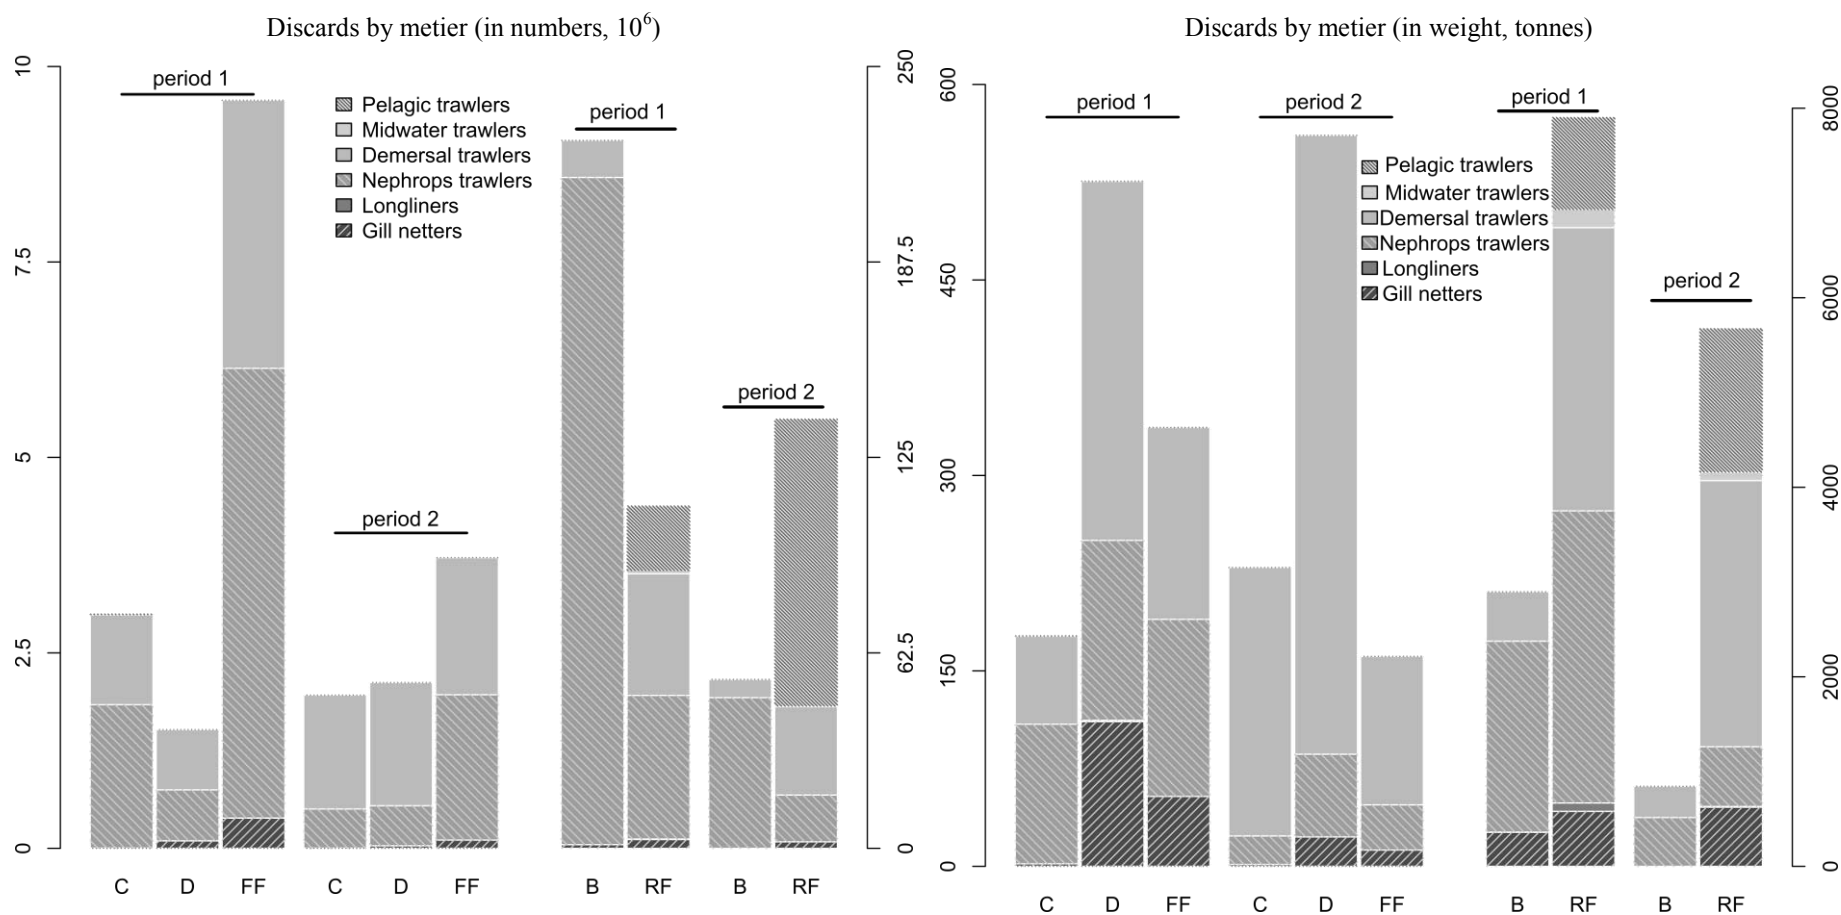 Discards by metier (in numbers, 10⁶)
10
7.5
5
2.5
0
period 1
period 2
Pelagic trawlers
Midwater trawlers
Demersal trawlers
Nephrops trawlers
Longliners
Gill netters
period 1
period 2
250
187.5
125
62.5
0
C D FF C D FF B RF B RF
Discards by metier (in weight, tonnes)
600
450
300
150
0
period 1
period 2
period 1
period 2
Pelagic trawlers
Midwater trawlers
Demersal trawlers
Nephrops trawlers
Longliners
Gill netters
8000
6000
4000
2000
0
C D FF C D FF B RF B RF